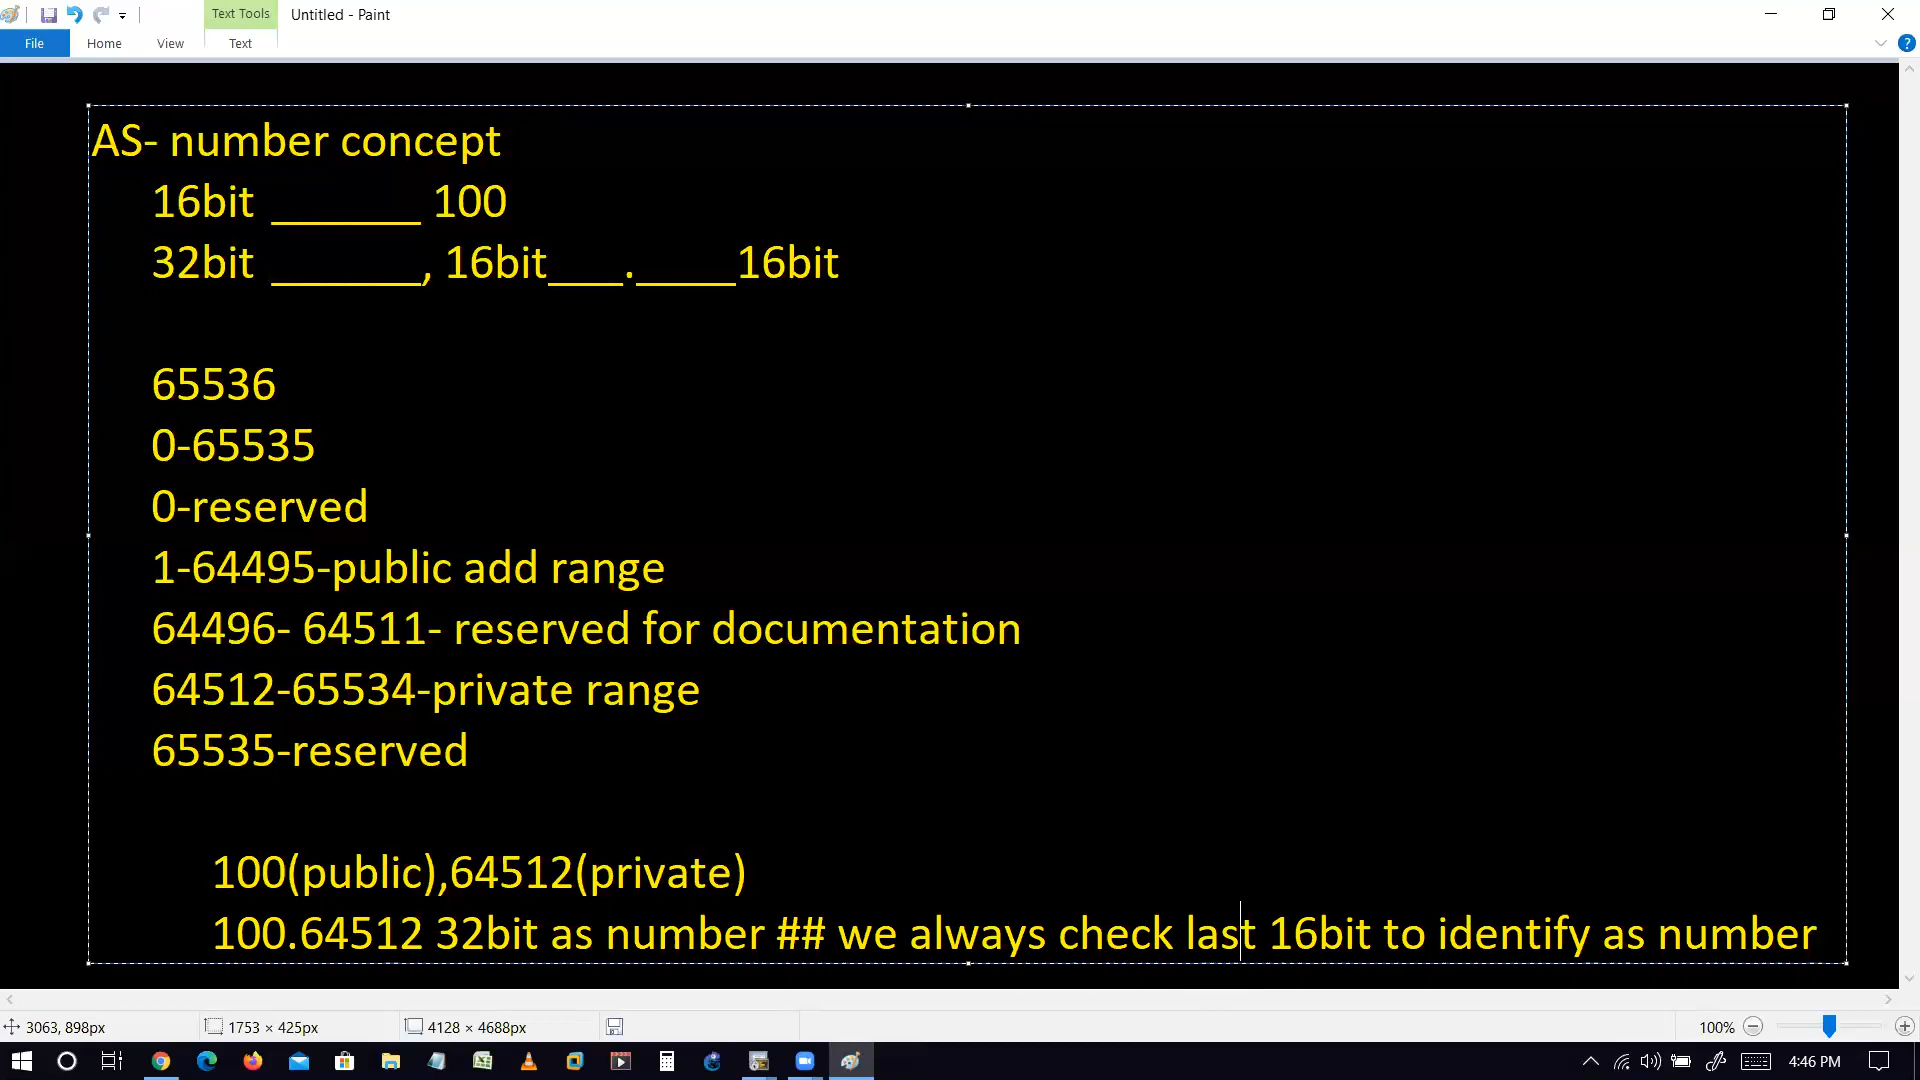 Text Tools
Untitled - Paint
File
Home
View
Text
AS- number concept
16bit ______ 100
32bit ______, 16bit___.____16bit
65536
0-65535
0-reserved
1-64495-public add range
64496- 64511- reserved for documentation
64512-65534-private range
65535-reserved
100(public),64512(private)
100.64512 32bit as number ## we always check last 16bit to identify as number
3063, 898px
1753 × 425px
4128 × 4688px
100%
4:46 PM